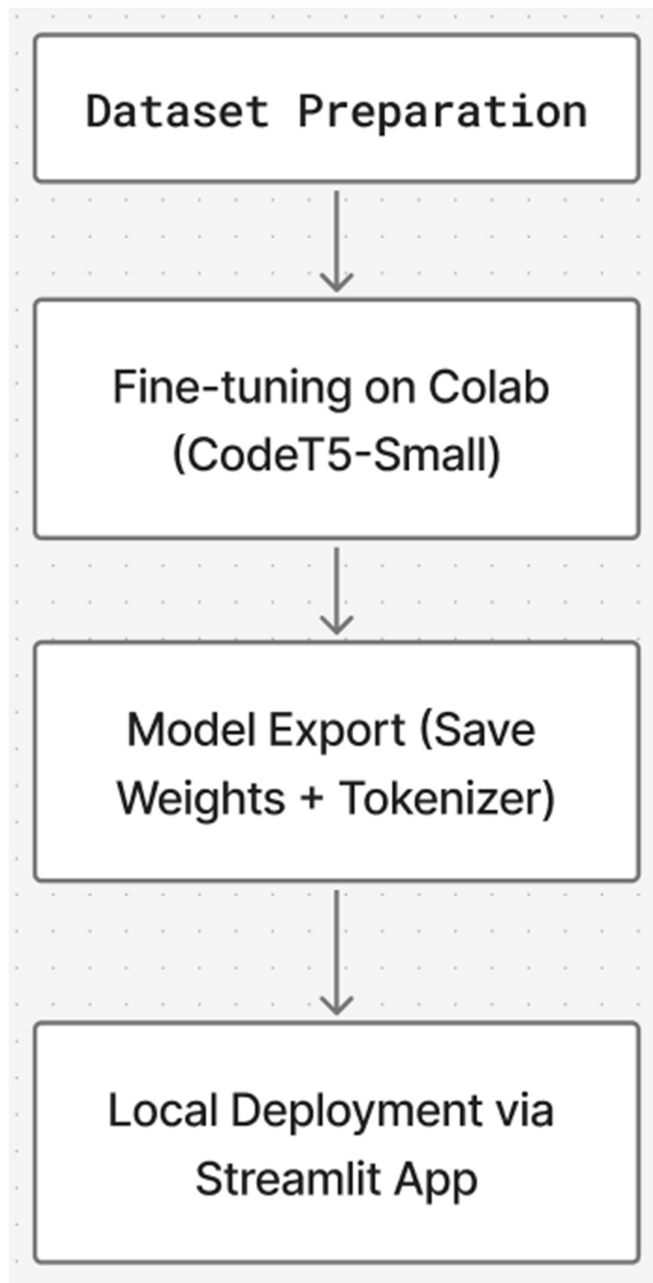 Dataset Preparation
Fine-tuning on Colab
(CodeT5-Small)
Model Export (Save
Weights + Tokenizer)
Local Deployment via
Streamlit App